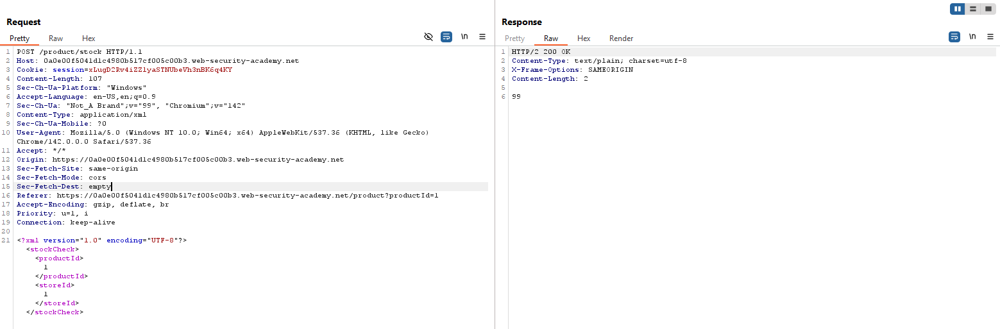 Request
Pretty Raw Hex
\n
1 POST /product/stock HTTP/1.1
2 Host: 0a0e00f5041d1c4980b517cf005c00b3.web-security-academy.net
3 Cookie: session=xLugD2Rv4iZZ1yaSTNUbeVh3nBK6q4KY
4 Content-Length: 107
5 Sec-Ch-Ua-Platform: "Windows"
6 Accept-Language: en-US,en;q=0.9
7 Sec-Ch-Ua: "Not_A Brand";v="99", "Chromium";v="142"
8 Content-Type: application/xml
9 Sec-Ch-Ua-Mobile: ?0
10 User-Agent: Mozilla/5.0 (Windows NT 10.0; Win64; x64) AppleWebKit/537.36 (KHTML, like Gecko)
Chrome/142.0.0.0 Safari/537.36
11 Accept: */*
12 Origin: https://0a0e00f5041d1c4980b517cf005c00b3.web-security-academy.net
13 Sec-Fetch-Site: same-origin
14 Sec-Fetch-Mode: cors
15 Sec-Fetch-Dest: empty
16 Referer: https://0a0e00f5041d1c4980b517cf005c00b3.web-security-academy.net/product?productId=1
17 Accept-Encoding: gzip, deflate, br
18 Priority: u=1, i
19 Connection: keep-alive
20
21 <?xml version="1.0" encoding="UTF-8"?>
<stockCheck>
<productId>
1
</productId>
<storeId>
1
</storeId>
</stockCheck>
Response
Pretty Raw Hex Render
\n
1 HTTP/2 200 OK
2 Content-Type: text/plain; charset=utf-8
3 X-Frame-Options: SAMEORIGIN
4 Content-Length: 2
5
6 99